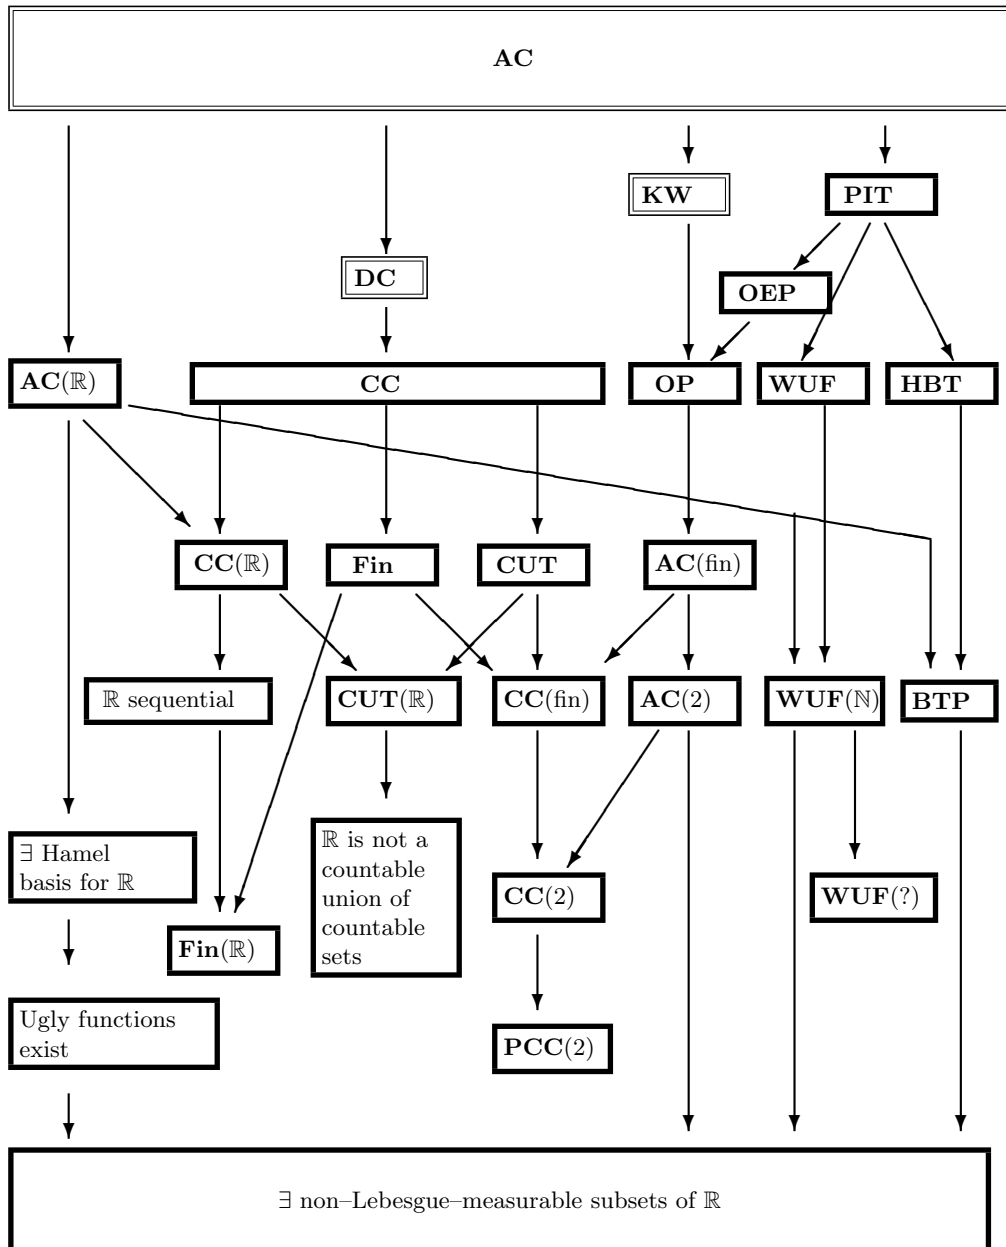 AC
KW
PIT
DC
OEP
AC(ℝ)
CC
OP
WUF
HBT
CC(ℝ)
Fin
CUT
AC(fin)
ℝ sequential
CUT(ℝ)
CC(fin)
AC(2)
WUF(ℕ)
BTP
∃ Hamel
basis for ℝ
ℝ is not a
countable
union of
countable
sets
CC(2)
WUF(?)
Fin(ℝ)
Ugly functions
exist
PCC(2)
∃ non–Lebesgue–measurable subsets of ℝ